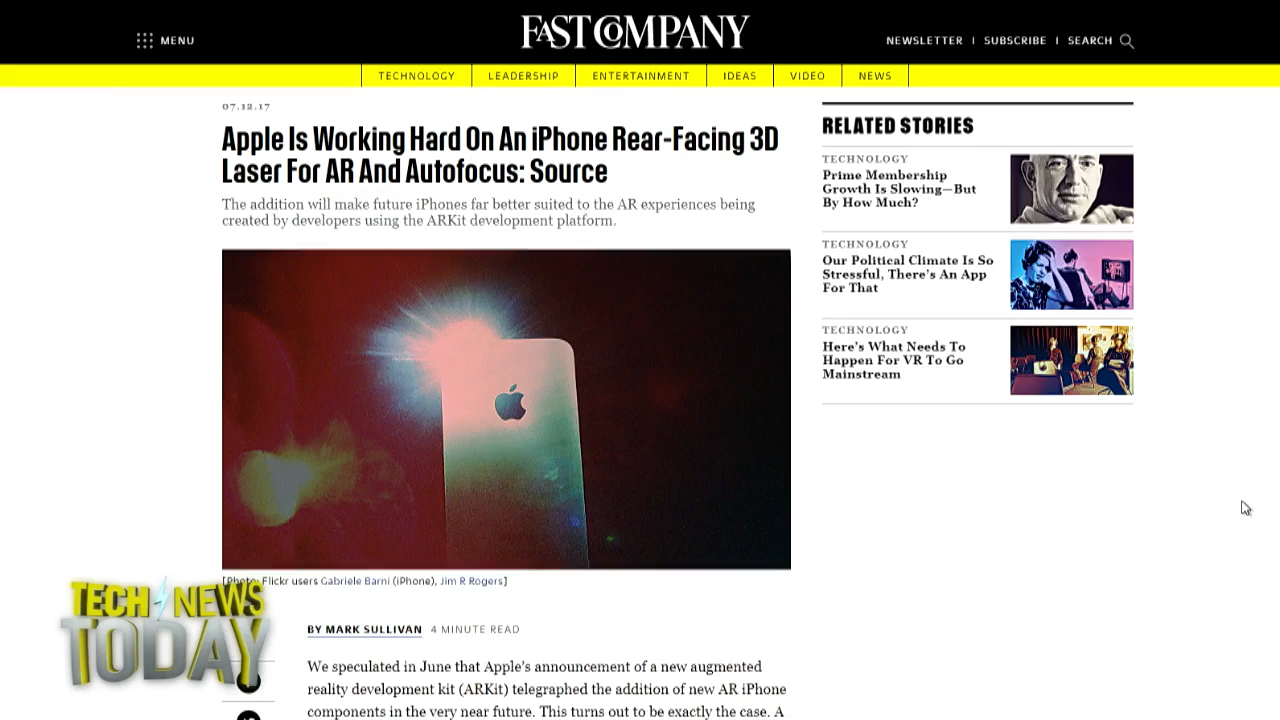 MENU
FAST COMPANY
NEWSLETTER | SUBSCRIBE | SEARCH
TECHNOLOGY
LEADERSHIP
ENTERTAINMENT
IDEAS
VIDEO
NEWS
07.12.17
Apple Is Working Hard On An iPhone Rear-Facing 3D
Laser For AR And Autofocus: Source
The addition will make future iPhones far better suited to the AR experiences being
created by developers using the ARKit development platform.
[Photo: Flickr users Gabriele Barni (iPhone), Jim R Rogers]
BY MARK SULLIVAN 4 MINUTE READ
We speculated in June that Apple's announcement of a new augmented
reality development kit (ARKit) telegraphed the addition of new AR iPhone
components in the very near future. This turns out to be exactly the case. A
RELATED STORIES
TECHNOLOGY
Prime Membership
Growth Is Slowing—But
By How Much?
TECHNOLOGY
Our Political Climate Is So
Stressful, There's An App
For That
TECHNOLOGY
Here's What Needs To
Happen For VR To Go
Mainstream
TECH NEWS
TODAY